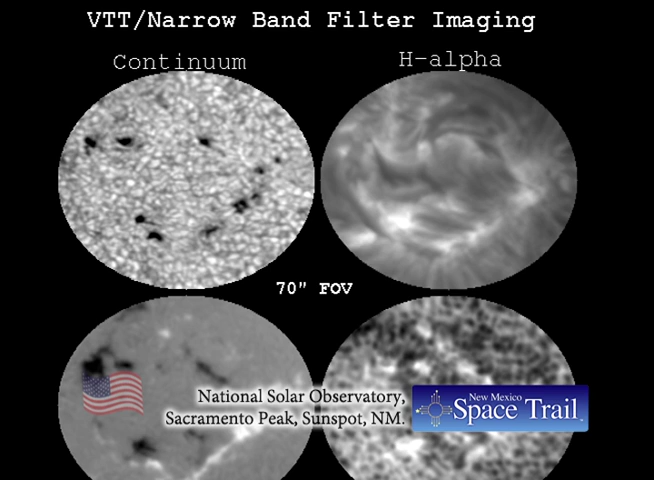 VTT/Narrow Band Filter Imaging
Continuum
H-alpha
70" FOV
National Solar Observatory,
Sacramento Peak, Sunspot, NM.
New Mexico
Space Trail